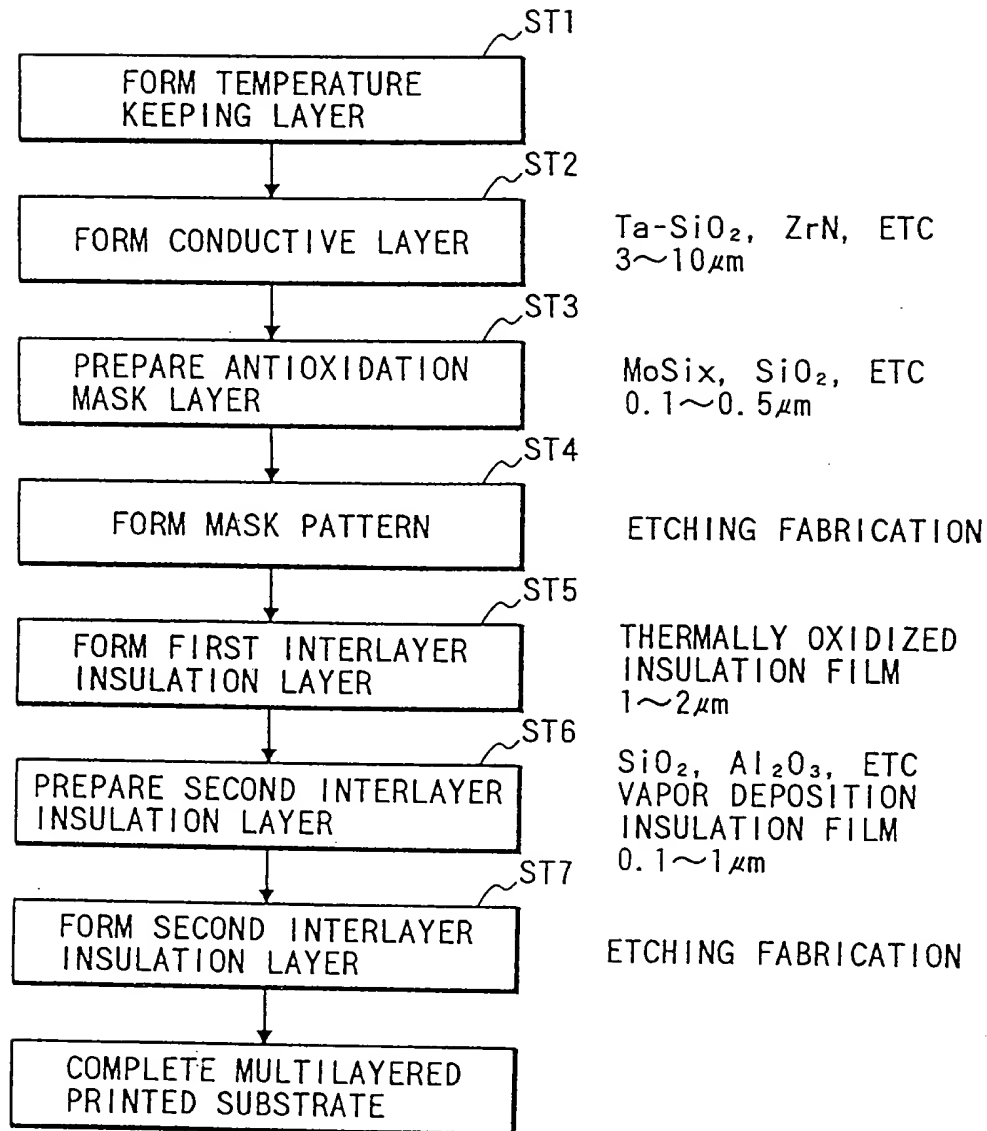 ST1
FORM TEMPERATURE
KEEPING LAYER
ST2
FORM CONDUCTIVE LAYER
Ta-SiO₂, ZrN, ETC
3~10μm
ST3
PREPARE ANTIOXIDATION
MASK LAYER
MoSix, SiO₂, ETC
0.1~0.5μm
ST4
FORM MASK PATTERN
ETCHING FABRICATION
ST5
FORM FIRST INTERLAYER
INSULATION LAYER
THERMALLY OXIDIZED
INSULATION FILM
1~2μm
ST6
PREPARE SECOND INTERLAYER
INSULATION LAYER
SiO₂, Al₂O₃, ETC
VAPOR DEPOSITION
INSULATION FILM
0.1~1μm
ST7
FORM SECOND INTERLAYER
INSULATION LAYER
ETCHING FABRICATION
COMPLETE MULTILAYERED
PRINTED SUBSTRATE